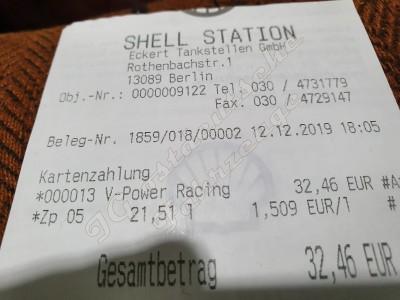 SHELL STATION
Eckert Tankstellen GmbH
Rothenbachstr.1
13089 Berlin
Obj.-Nr.: 0000009122 Tel. 030 / 4731779
Fax. 030 / 4729147
Beleg-Nr. 1859/018/00002 12.12.2019 18:05
Kartenzahlung
*000013 V-Power Racing 32,46 EUR #A
*Zp 05 21,51 l 1,509 EUR/l #
Gesamtbetrag 32,46 EUR